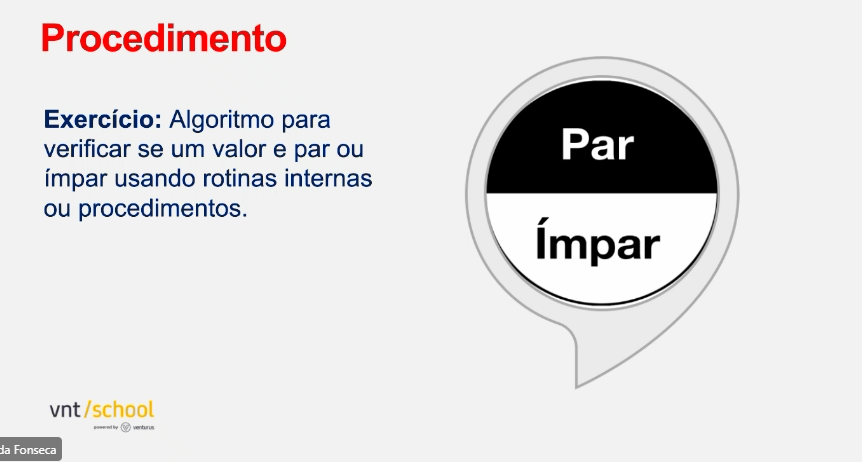 Procedimento
Exercício: Algoritmo para
verificar se um valor e par ou
ímpar usando rotinas internas
ou procedimentos.
Par
Ímpar
vnt/school
powered by venturus
da Fonseca